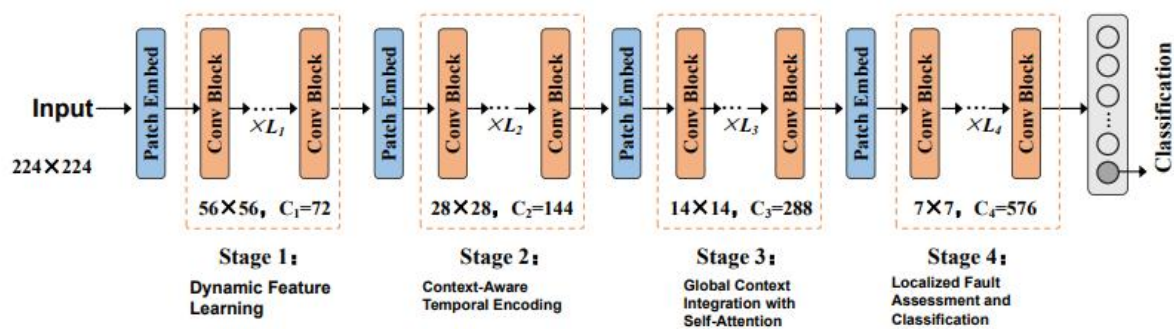 Input
224×224
Patch Embed
Conv Block
...
×L₁
Conv Block
56×56, C₁=72
Stage 1:
Dynamic Feature
Learning
Patch Embed
Conv Block
...
×L₂
Conv Block
28×28, C₂=144
Stage 2:
Context-Aware
Temporal Encoding
Patch Embed
Conv Block
...
×L₃
Conv Block
14×14, C₃=288
Stage 3:
Global Context
Integration with
Self-Attention
Patch Embed
Conv Block
...
×L₄
Conv Block
7×7, C₄=576
Stage 4:
Localized Fault
Assessment and
Classification
...
Classification